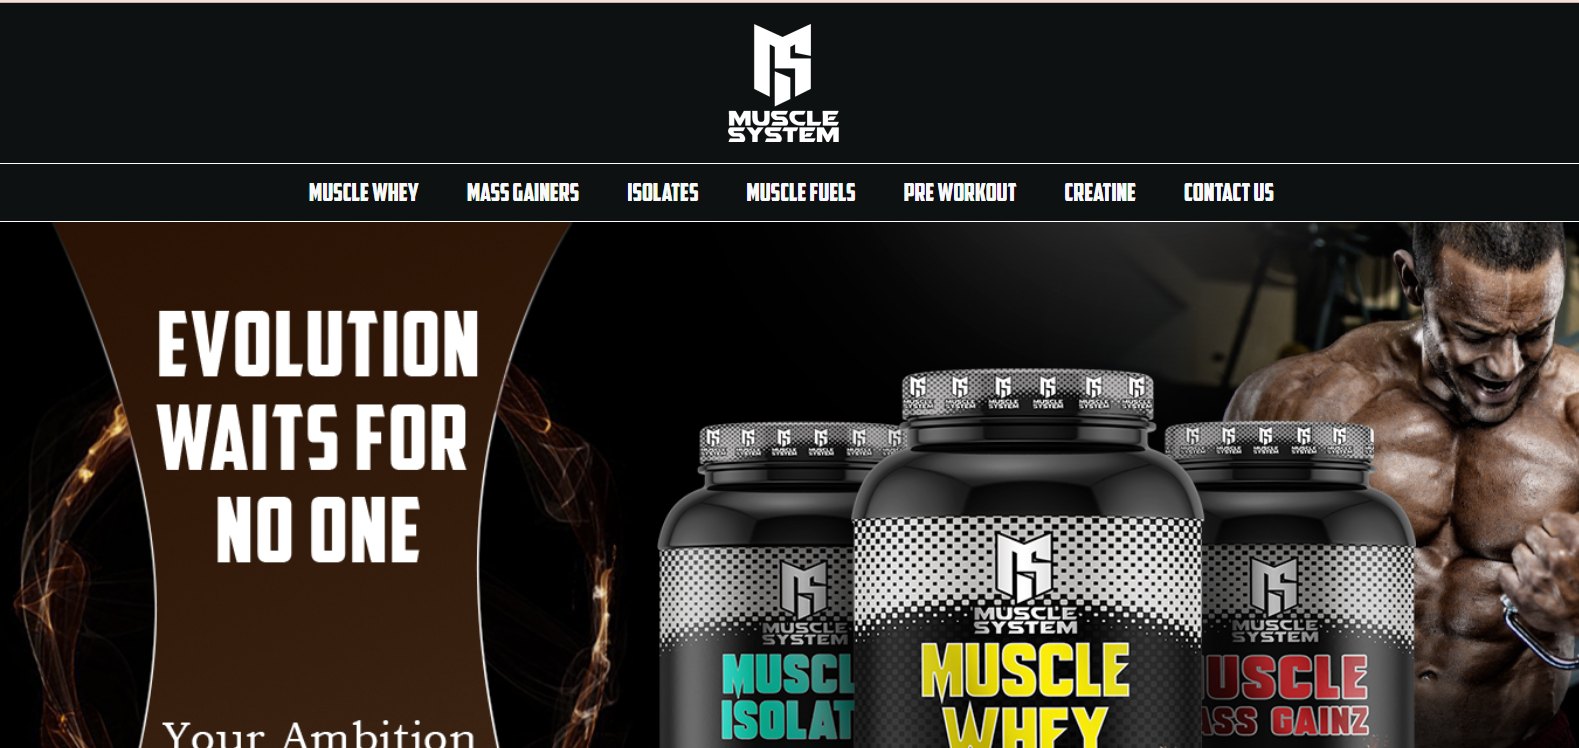 MUSCLE
SYSTEM
MUSCLE WHEY MASS GAINERS ISOLATES MUSCLE FUELS PRE WORKOUT CREATINE CONTACT US
EVOLUTION
WAITS FOR
NO ONE
Your Ambition
MUSCLE
SYSTEM
MUSCL
ISOLAT
MUSCLE
SYSTEM
MUSCLE
WHEY
MUSCLE
SYSTEM
USCLE
ASS GAINZ